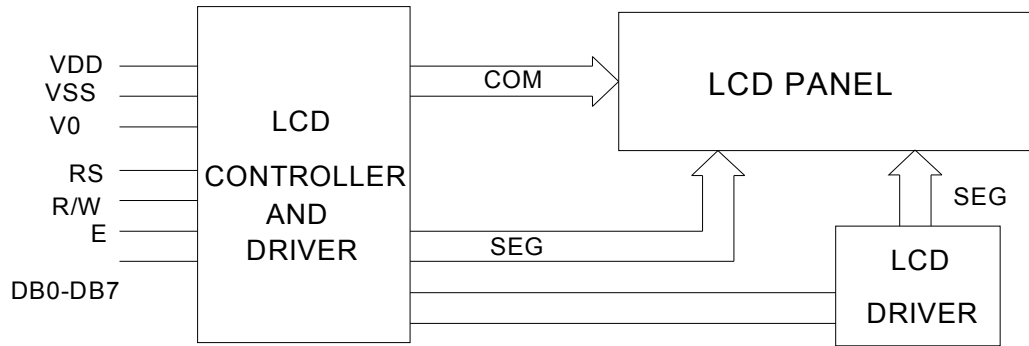 VDD
VSS
V0
RS
R/W
E
DB0-DB7
LCD
CONTROLLER
AND
DRIVER
COM
SEG
LCD PANEL
SEG
LCD
DRIVER